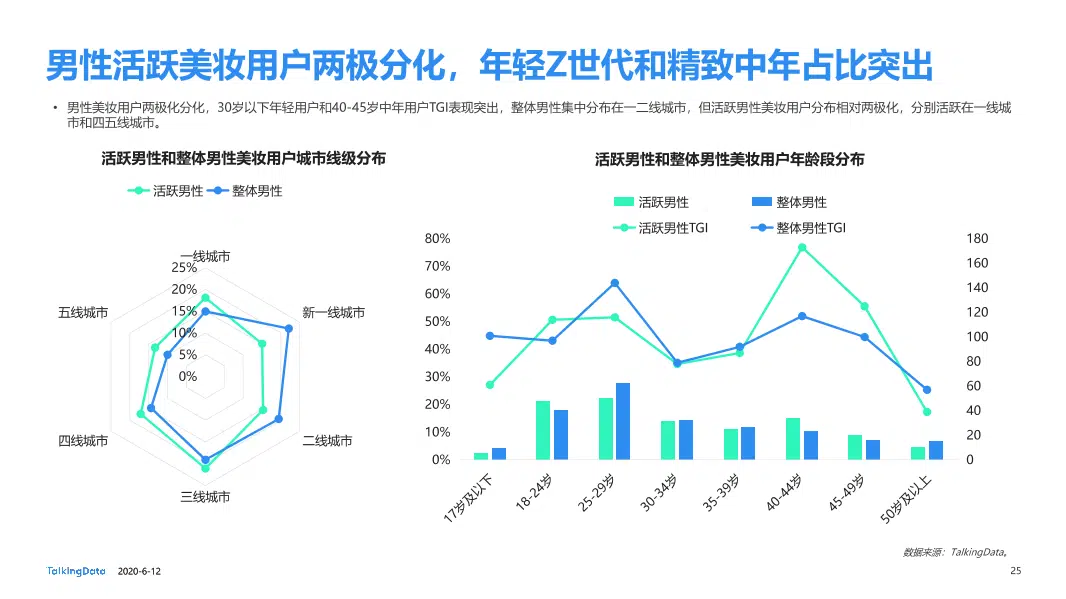 男性活跃美妆用户两极分化，年轻Z世代和精致中年占比突出
• 男性美妆用户两极化分化，30岁以下年轻用户和40-45岁中年用户TGI表现突出，整体男性集中分布在一二线城市，但活跃男性美妆用户分布相对两极化，分别活跃在一线城
市和四五线城市。
活跃男性和整体男性美妆用户城市线级分布
活跃男性 整体男性
一线城市
25%
20%
15%
10%
5%
0%
新一线城市
二线城市
三线城市
四线城市
五线城市
活跃男性和整体男性美妆用户年龄段分布
活跃男性 整体男性
活跃男性TGI 整体男性TGI
80%
70%
60%
50%
40%
30%
20%
10%
0%
180
160
140
120
100
80
60
40
20
0
17岁及以下
18-24岁
25-29岁
30-34岁
35-39岁
40-44岁
45-49岁
50岁及以上
数据来源：TalkingData。
TalkingData 2020-6-12
25